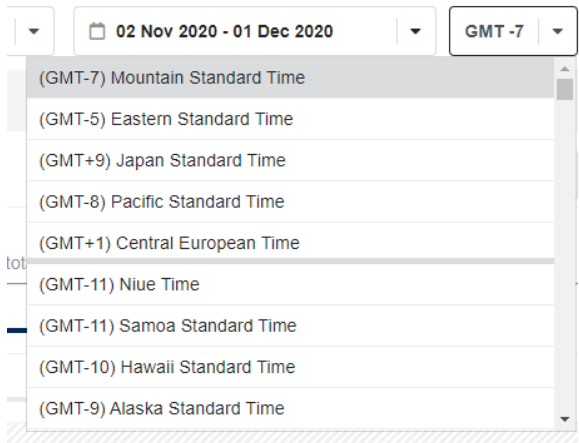 02 Nov 2020 - 01 Dec 2020 GMT -7
(GMT-7) Mountain Standard Time
(GMT-5) Eastern Standard Time
(GMT+9) Japan Standard Time
(GMT-8) Pacific Standard Time
(GMT+1) Central European Time
tot
(GMT-11) Niue Time
(GMT-11) Samoa Standard Time
(GMT-10) Hawaii Standard Time
(GMT-9) Alaska Standard Time